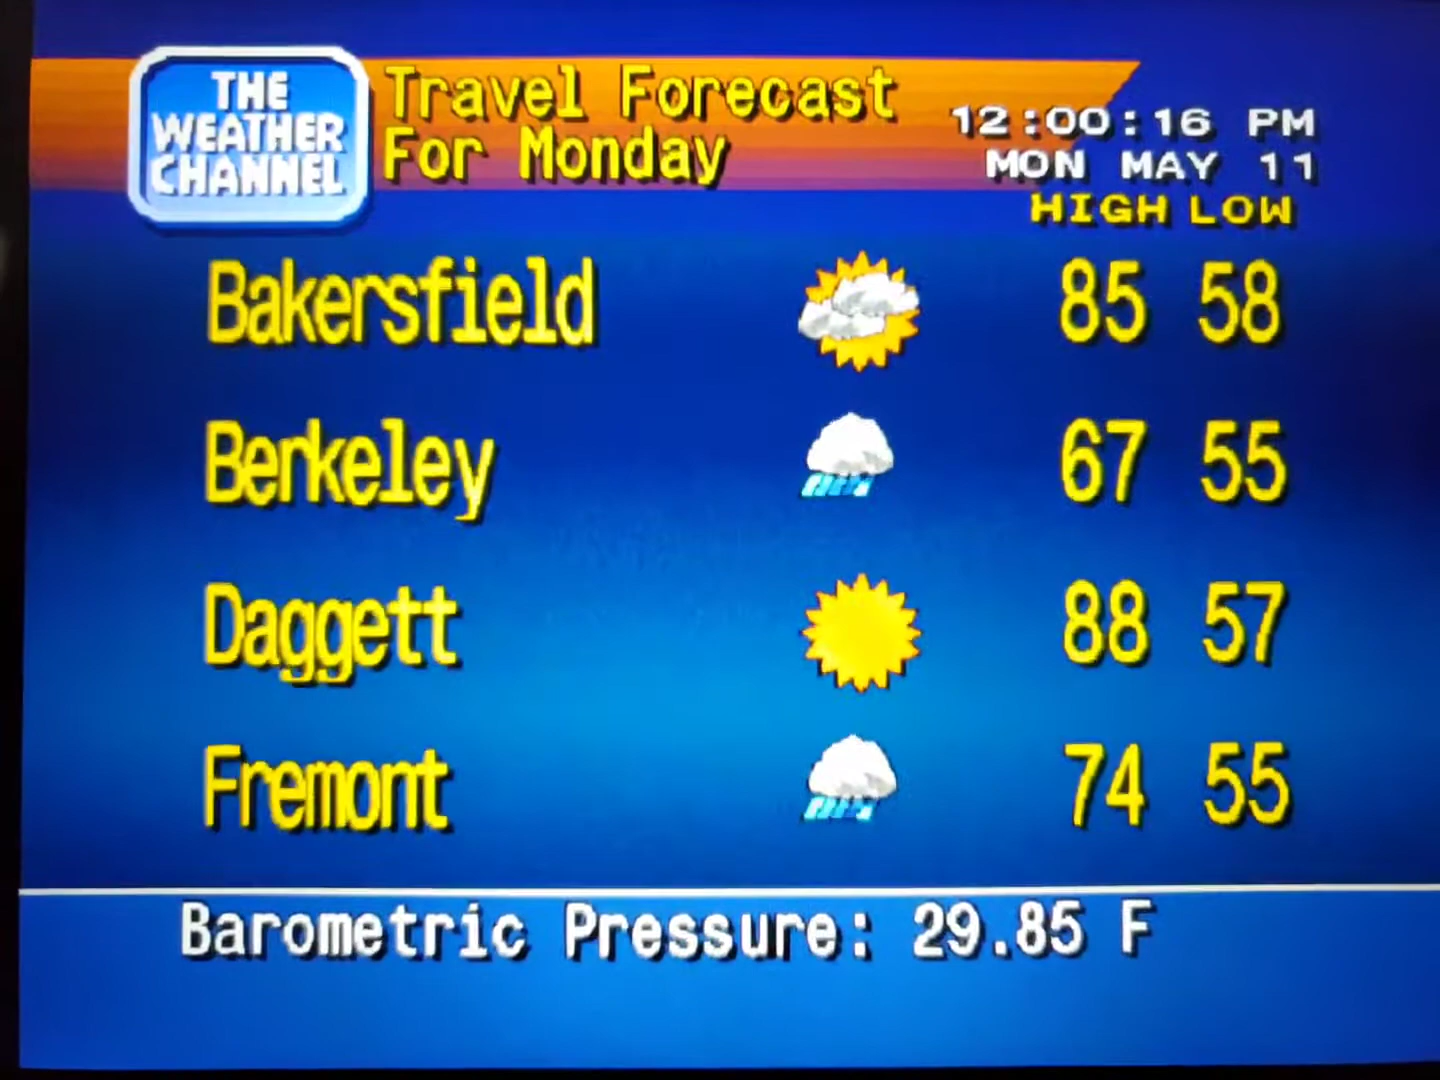 THE
WEATHER
CHANNEL
Travel Forecast
For Monday
12:00:16 PM
MON MAY 11
HIGH LOW
Bakersfield 85 58
Berkeley 67 55
Daggett 88 57
Fremont 74 55
Barometric Pressure: 29.85 F